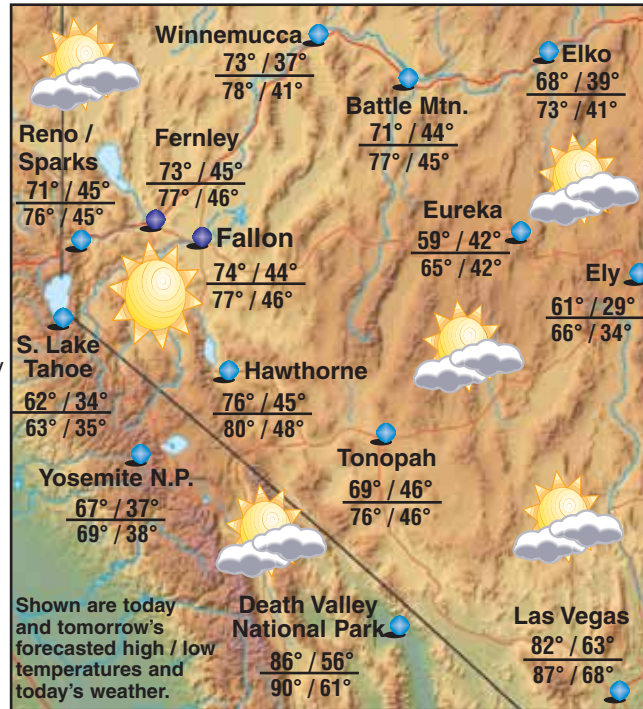 Winnemucca
73° / 37°
78° / 41°
Elko
68° / 39°
73° / 41°
Battle Mtn.
71° / 44°
77° / 45°
Reno /
Sparks
71° / 45°
76° / 45°
Fernley
73° / 45°
77° / 46°
Fallon
74° / 44°
77° / 46°
Eureka
59° / 42°
65° / 42°
Ely
61° / 29°
66° / 34°
S. Lake
Tahoe
62° / 34°
63° / 35°
Hawthorne
76° / 45°
80° / 48°
Tonopah
69° / 46°
76° / 46°
Yosemite N.P.
67° / 37°
69° / 38°
Death Valley
National Park
86° / 56°
90° / 61°
Las Vegas
82° / 63°
87° / 68°
Shown are today
and tomorrow's
forecasted high / low
temperatures and
today's weather.